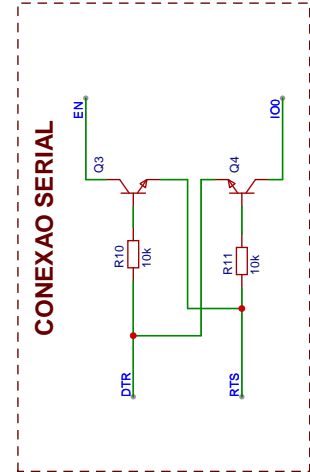 CONEXAO SERIAL
EN
IO0
Q3
Q4
R10
10k
R11
10k
DTR
RTS